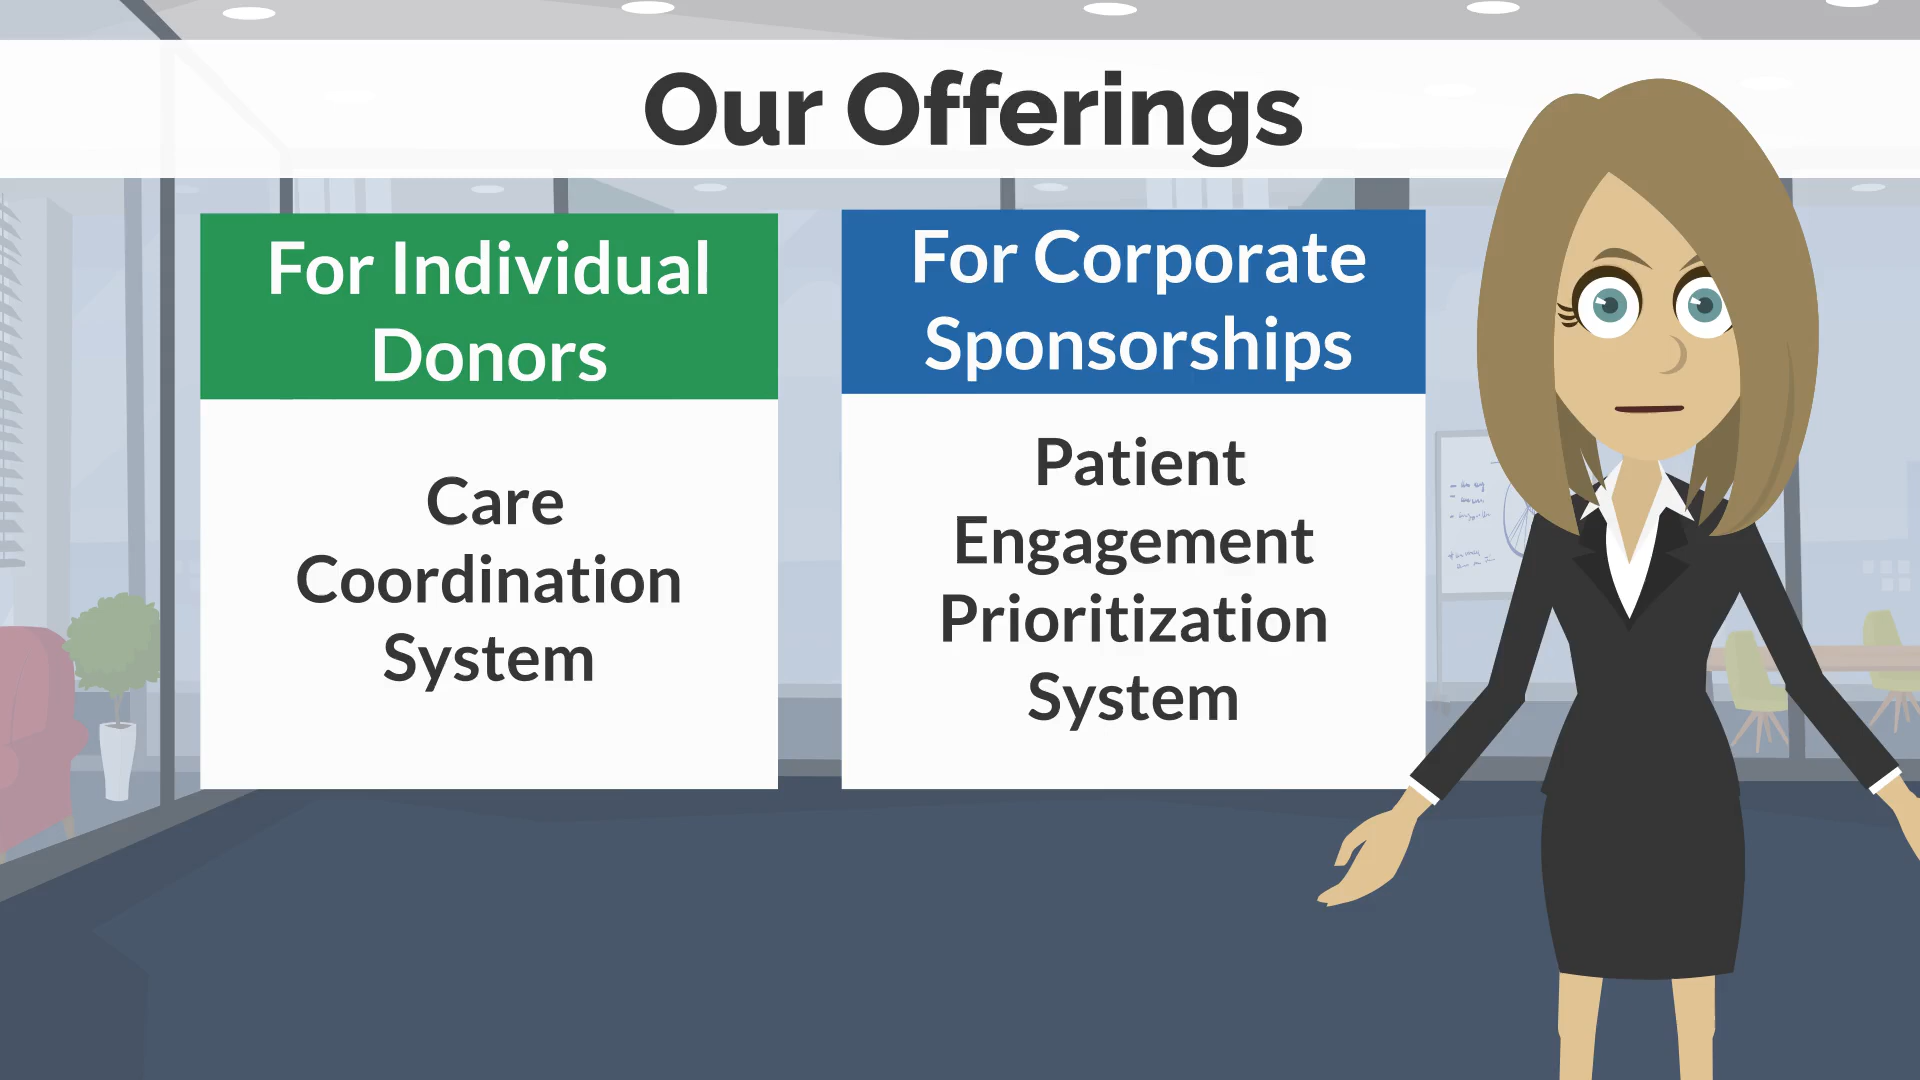 Our Offerings
For Individual
Donors
Care
Coordination
System
For Corporate
Sponsorships
Patient
Engagement
Prioritization
System